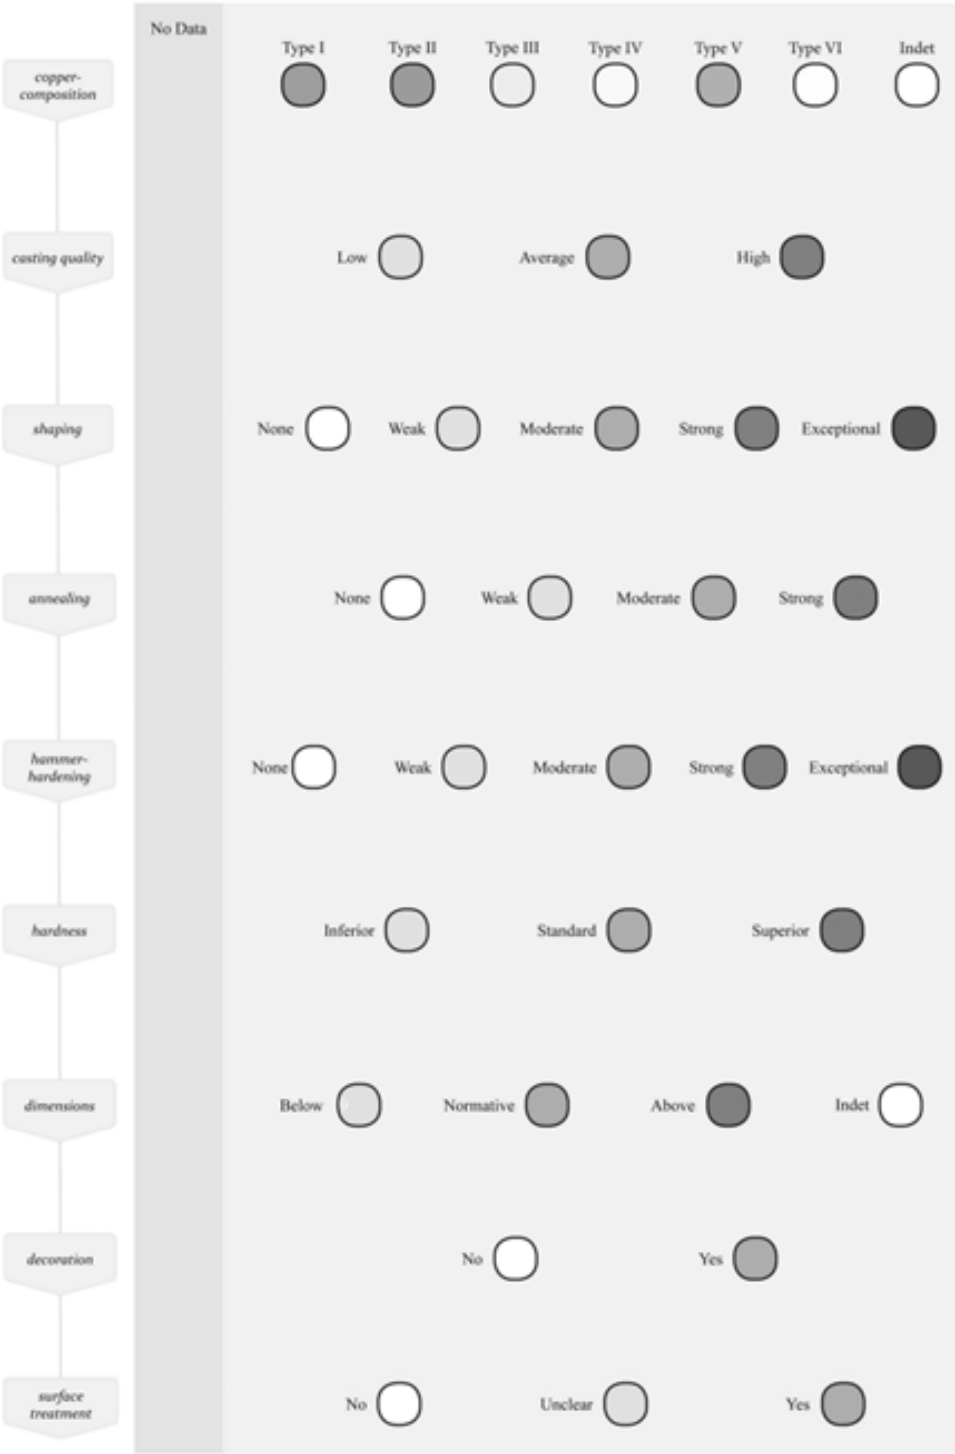 No Data
Type I Type II Type III Type IV Type V Type VI Indet
copper-
composition
casting quality Low Average High
shaping None Weak Moderate Strong Exceptional
annealing None Weak Moderate Strong
hammer-
hardening
None Weak Moderate Strong Exceptional
hardness Inferior Standard Superior
dimensions Below Normative Above Indet
decoration No Yes
surface
treatment
No Unclear Yes